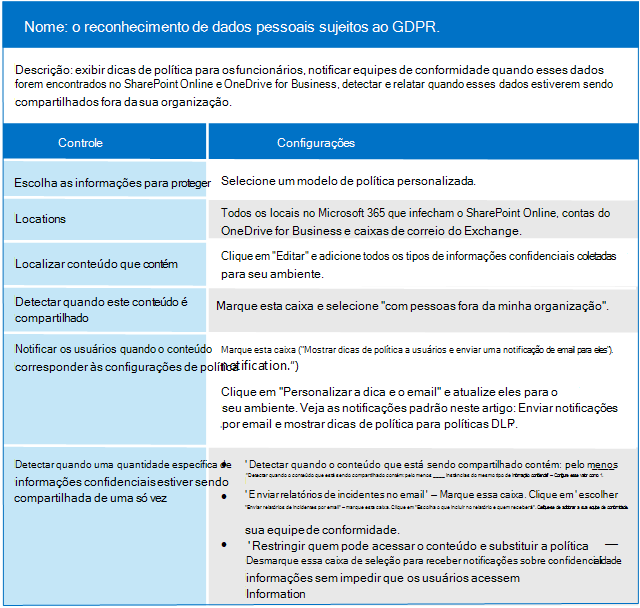 Nome: o reconhecimento de dados pessoais sujeitos ao GDPR.
Descrição: exibir dicas de política para os funcionários, notificar equipes de conformidade quando esses dados
forem encontrados no SharePoint Online e OneDrive for Business, detectar e relatar quando esses dados estiverem sendo
compartilhados fora da sua organização.
Controle
Configurações
Escolha as informações para proteger
Selecione um modelo de política personalizada.
Locations
Todos os locais no Microsoft 365 que infecham o SharePoint Online, contas do
OneDrive for Business e caixas de correio do Exchange.
Localizar conteúdo que contém
Clique em "Editar" e adicione todos os tipos de informações confidenciais coletadas
para seu ambiente.
Detectar quando este conteúdo é
compartilhado
Marque esta caixa e selecione "com pessoas fora da minha organização".
Notificar os usuários quando o conteúdo
corresponder às configurações de política
Marque esta caixa ("Mostrar dicas de política a usuários e enviar uma notificação de email para eles").
notification.")
Clique em "Personalizar a dica e o email" e atualize eles para o
seu ambiente. Veja as notificações padrão neste artigo: Enviar notificações
por email e mostrar dicas de política para políticas DLP.
Detectar quando uma quantidade específica de
informações confidenciais estiver sendo
compartilhada de uma só vez
• 'Detectar quando o conteúdo que está sendo compartilhado contém: pelo menos
"Detectar quando o conteúdo que está sendo compartilhado contém: pelo menos ____ instâncias do mesmo tipo de informação confidencial" – Configure esse valor como 1.
• 'Enviar relatórios de incidentes no email' – Marque essa caixa. Clique em 'escolher
"Enviar relatórios de incidentes por email" – marque esta caixa. Clique em "Escolha o que incluir no relatório e quem receberá".
sua equipe de conformidade.
• 'Restringir quem pode acessar o conteúdo e substituir a política —
Desmarque essa caixa de seleção para receber notificações sobre confidencialidade
informações sem impedir que os usuários acessem
Information